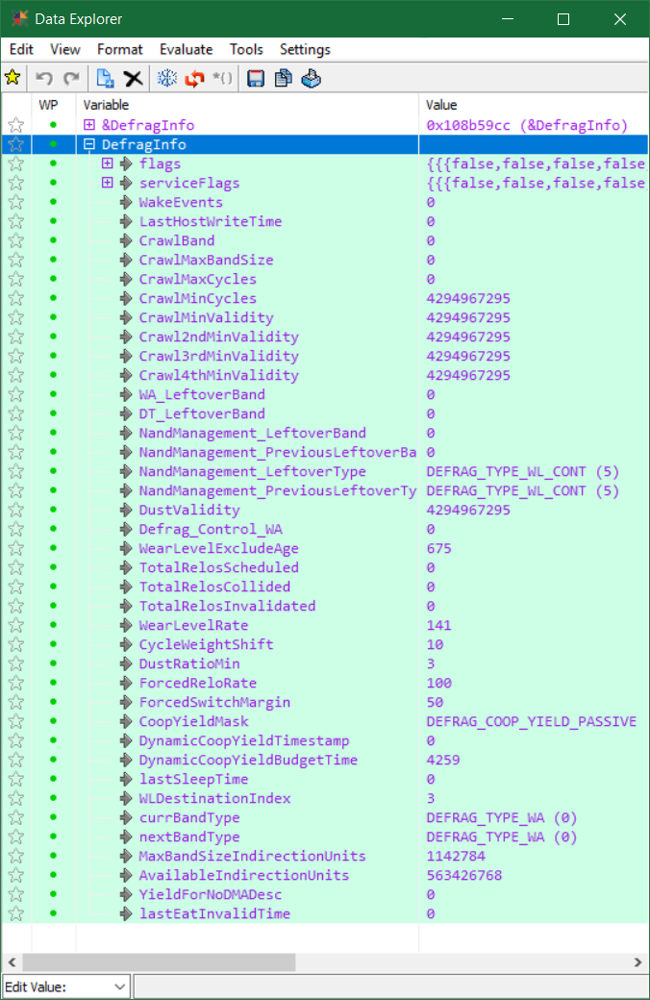 Data Explorer
Edit View Format Evaluate Tools Settings
*()
WP Variable Value
&DefragInfo 0x108b59cc (&DefragInfo)
DefragInfo
flags {{{false,false,false,false,
serviceFlags {{{false,false,false,false,
WakeEvents 0
LastHostWriteTime 0
CrawlBand 0
CrawlMaxBandSize 0
CrawlMaxCycles 0
CrawlMinCycles 4294967295
CrawlMinValidity 4294967295
Crawl2ndMinValidity 4294967295
Crawl3rdMinValidity 4294967295
Crawl4thMinValidity 4294967295
WA_LeftoverBand 0
DT_LeftoverBand 0
NandManagement_LeftoverBand 0
NandManagement_PreviousLeftoverBa 0
NandManagement_LeftoverType DEFRAG_TYPE_WL_CONT (5)
NandManagement_PreviousLeftoverTy DEFRAG_TYPE_WL_CONT (5)
DustValidity 4294967295
Defrag_Control_WA 0
WearLevelExcludeAge 675
TotalRelosScheduled 0
TotalRelosCollided 0
TotalRelosInvalidated 0
WearLevelRate 141
CycleWeightShift 10
DustRatioMin 3
ForcedReloRate 100
ForcedSwitchMargin 50
CoopYieldMask DEFRAG_COOP_YIELD_PASSIVE
DynamicCoopYieldTimestamp 0
DynamicCoopYieldBudgetTime 4259
lastSleepTime 0
WLDestinationIndex 3
currBandType DEFRAG_TYPE_WA (0)
nextBandType DEFRAG_TYPE_WA (0)
MaxBandSizeIndirectionUnits 1142784
AvailableIndirectionUnits 563426768
YieldForNoDMADesc 0
lastEatInvalidTime 0
Edit Value: